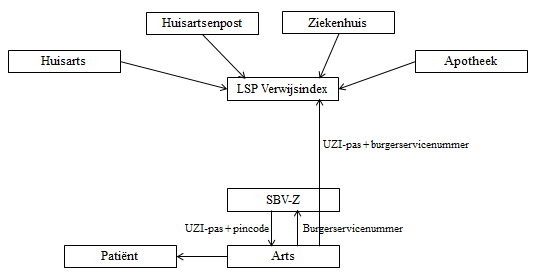 Huisartsenpost
Ziekenhuis
Huisarts
Apotheek
LSP Verwijsindex
UZI-pas + burgerservicenummer
SBV-Z
UZI-pas + pincode
Burgerservicenummer
Patiënt
Arts